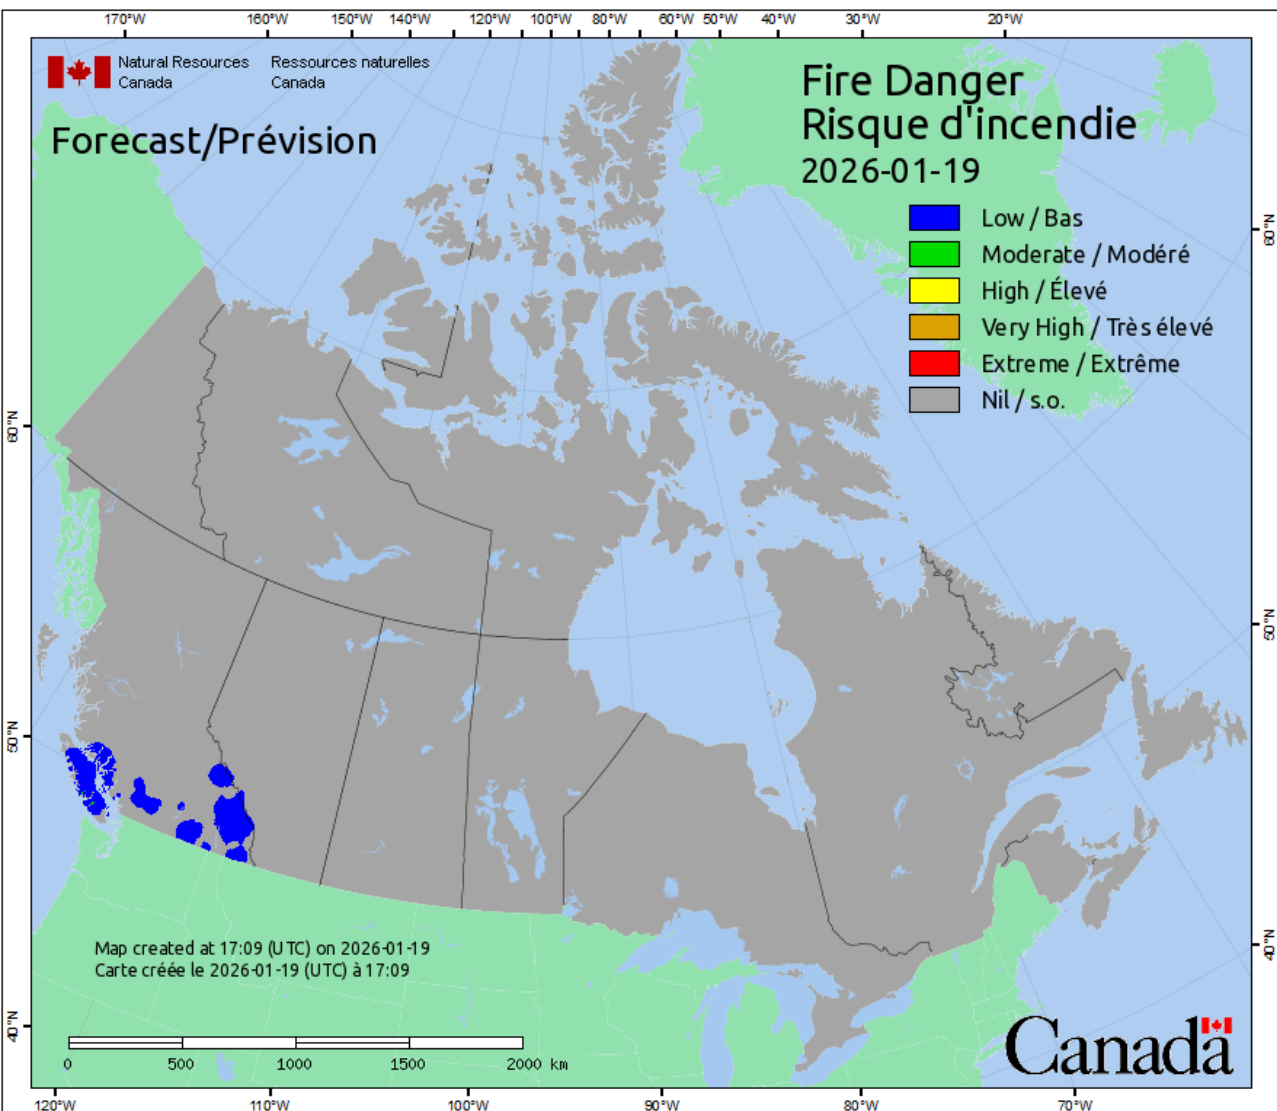 170°W 160°W 150°W 140°W 120°W 100°W 80°W 60°W 50°W 40°W 30°W 20°W
Natural Resources Ressources naturelles
Canada Canada
Forecast/Prévision
Fire Danger
Risque d'incendie
2026-01-19
Low / Bas
Moderate / Modéré
High / Élevé
Very High / Très élevé
Extreme / Extrême
Nil / s.o.
60°N
60°N
50°N
50°N
40°N
40°N
Map created at 17:09 (UTC) on 2026-01-19
Carte créée le 2026-01-19 (UTC) à 17:09
0 500 1000 1500 2000 km
Canada
120°W 110°W 100°W 90°W 80°W 70°W